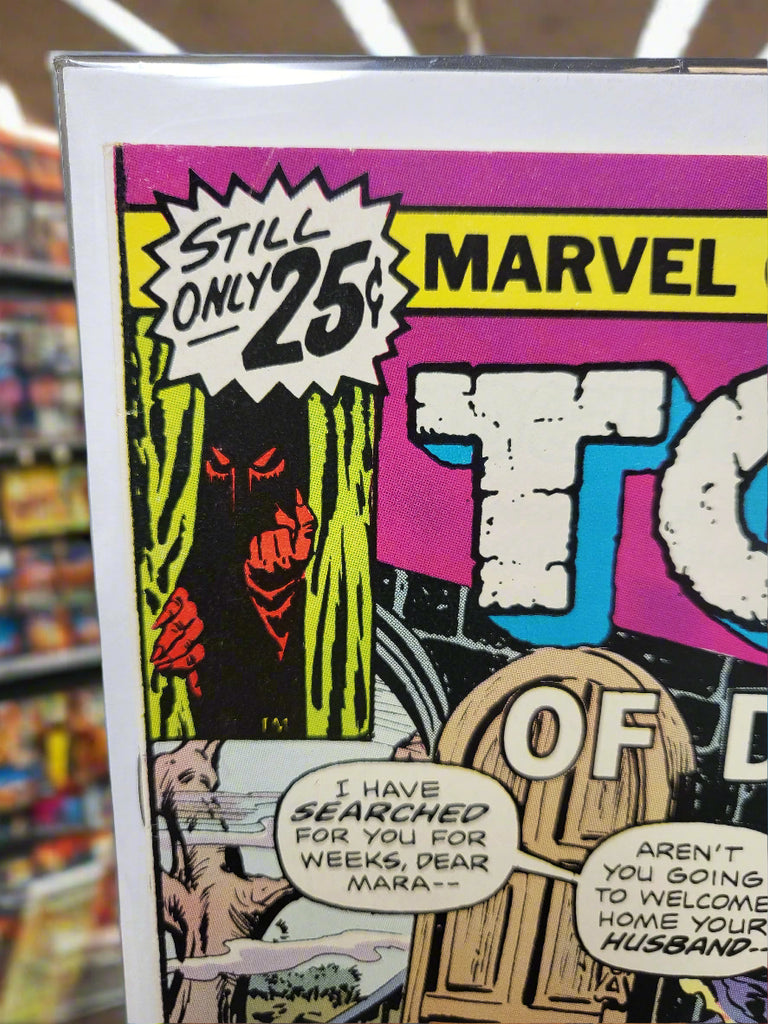 STILL
ONLY 25¢
MARVEL
TO
OF D
I HAVE
SEARCHED
FOR YOU FOR
WEEKS, DEAR
MARA--
AREN'T
YOU GOING
TO WELCOME
HOME YOUR
HUSBAND--